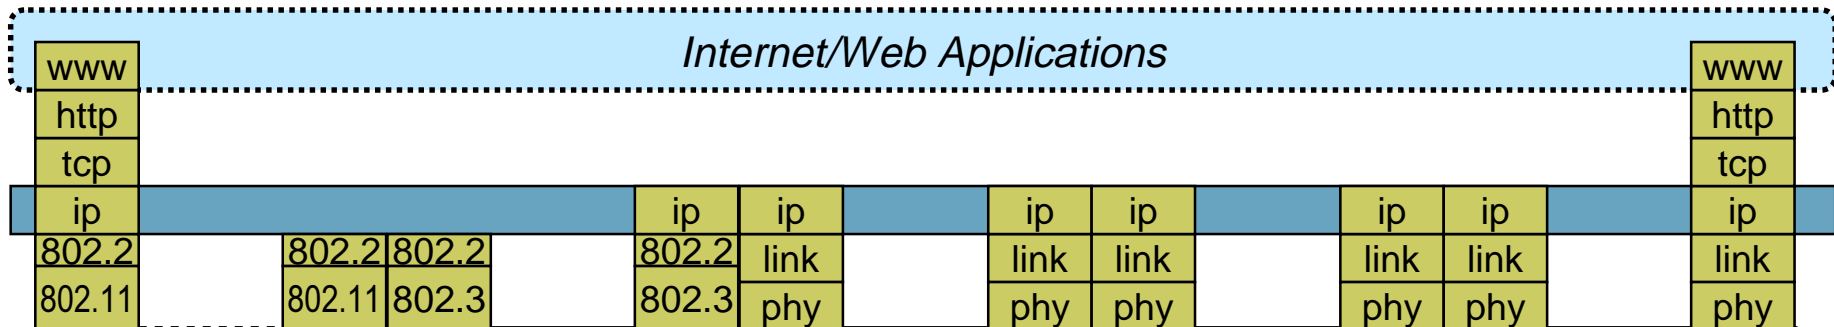 Internet/Web Applications
www www
http http
tcp tcp
ip ip ip ip ip ip ip ip
802.2 802.2 802.2 802.2 link link link link link link
802.11 802.11 802.3 802.3 phy phy phy phy phy phy